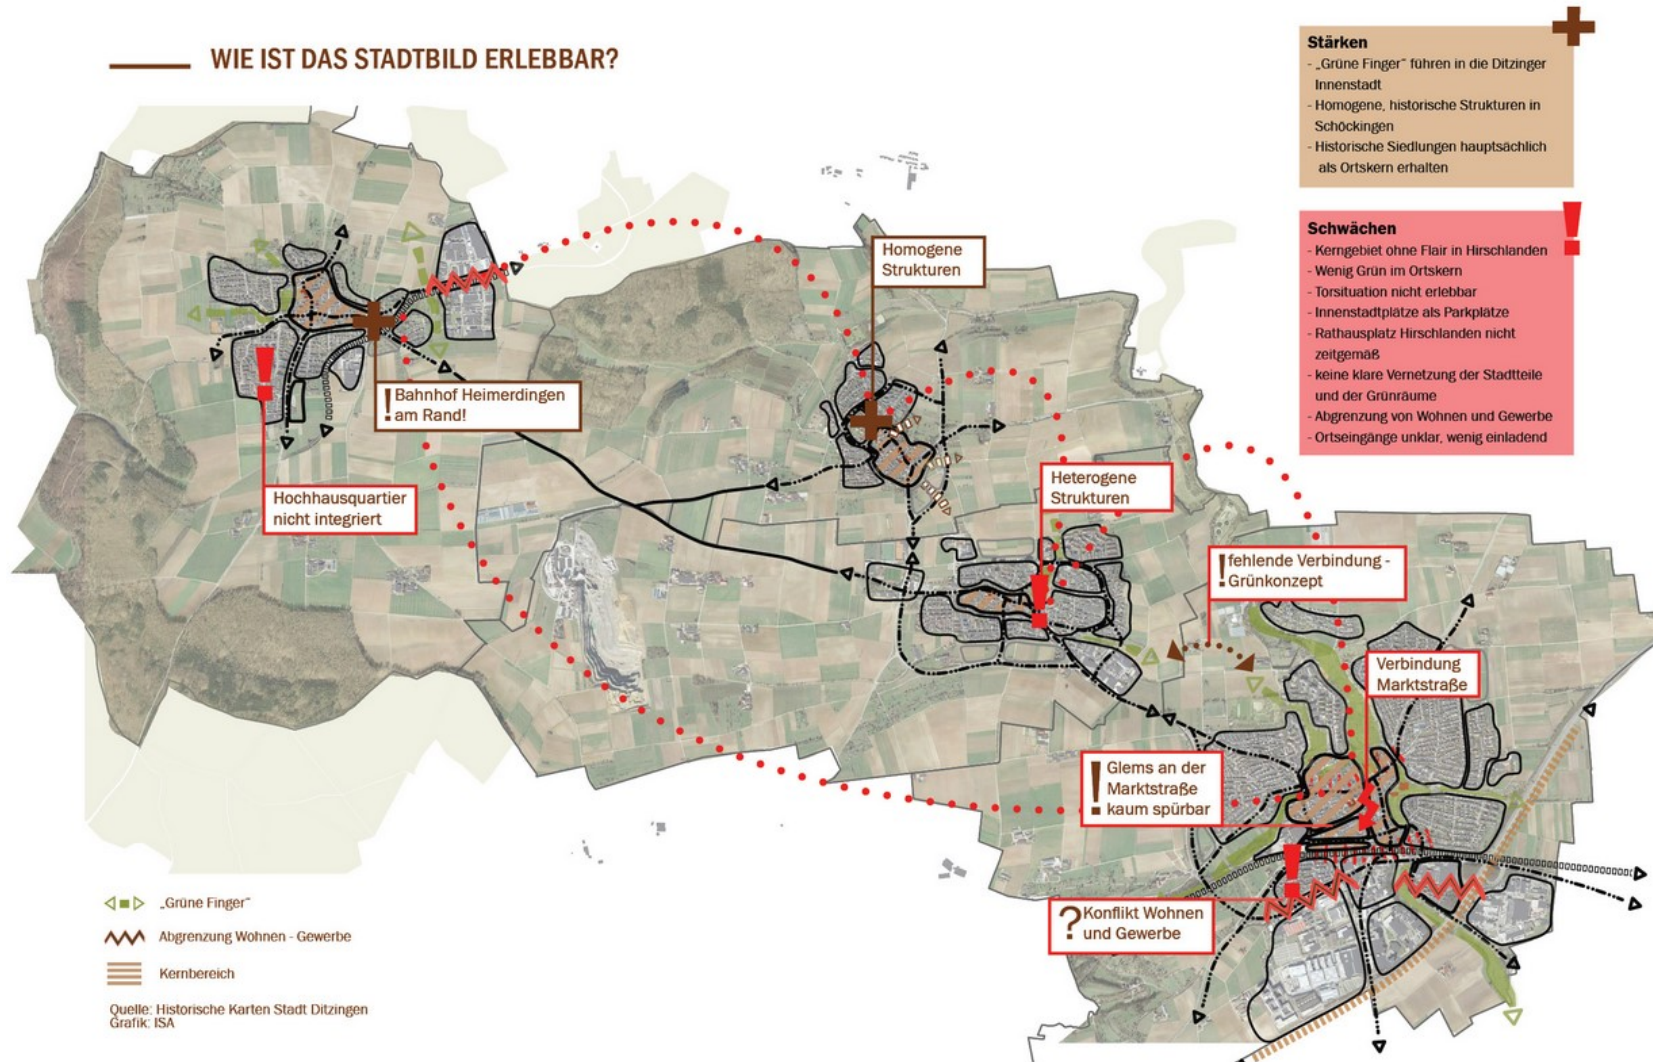 WIE IST DAS STADTBILD ERLEBBAR?
Stärken
- „Grüne Finger" führen in die Ditzinger
Innenstadt
- Homogene, historische Strukturen in
Schöckingen
- Historische Siedlungen hauptsächlich
als Ortskern erhalten
Schwächen
- Kerngebiet ohne Flair in Hirschlanden
- Wenig Grün im Ortskern
- Torsituation nicht erlebbar
- Innenstadtplätze als Parkplätze
- Rathausplatz Hirschlanden nicht
zeitgemäß
- keine klare Vernetzung der Stadtteile
und der Grünräume
- Abgrenzung von Wohnen und Gewerbe
- Ortseingänge unklar, wenig einladend
Homogene
Strukturen
! Bahnhof Heimerdingen
am Rand!
Hochhausquartier
nicht integriert
Heterogene
Strukturen
! fehlende Verbindung -
Grünkonzept
Verbindung
Marktstraße
! Glems an der
Marktstraße
kaum spürbar
? Konflikt Wohnen
und Gewerbe
„Grüne Finger"
Abgrenzung Wohnen - Gewerbe
Kernbereich
Quelle: Historische Karten Stadt Ditzingen
Grafik: ISA